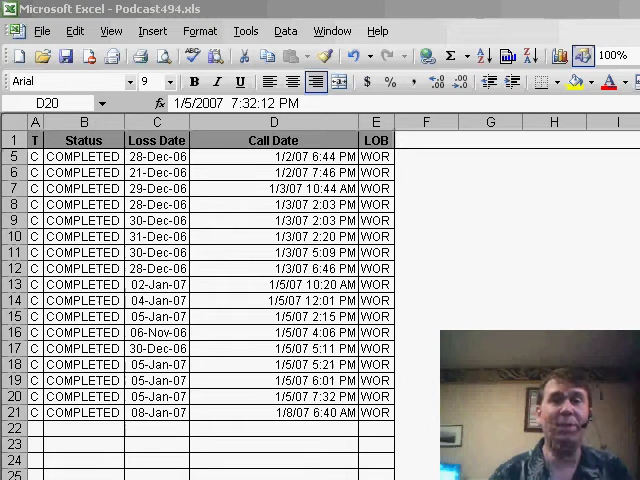 Microsoft Excel - Podcast494.xls
File Edit View Insert Format Tools Data Window Help
100%
Arial 9 B I U $ % ,
D20 fx 1/5/2007 7:32:12 PM
A B C D E F G H I
1 T Status Loss Date Call Date LOB
5 C COMPLETED 28-Dec-06 1/2/07 6:44 PM WOR
6 C COMPLETED 21-Dec-06 1/2/07 7:46 PM WOR
7 C COMPLETED 29-Dec-06 1/3/07 10:44 AM WOR
8 C COMPLETED 28-Dec-06 1/3/07 2:03 PM WOR
9 C COMPLETED 30-Dec-06 1/3/07 2:03 PM WOR
10 C COMPLETED 31-Dec-06 1/3/07 2:20 PM WOR
11 C COMPLETED 30-Dec-06 1/3/07 5:09 PM WOR
12 C COMPLETED 28-Dec-06 1/3/07 6:46 PM WOR
13 C COMPLETED 02-Jan-07 1/5/07 10:20 AM WOR
14 C COMPLETED 04-Jan-07 1/5/07 12:01 PM WOR
15 C COMPLETED 05-Jan-07 1/5/07 2:15 PM WOR
16 C COMPLETED 06-Nov-06 1/5/07 4:06 PM WOR
17 C COMPLETED 30-Dec-06 1/5/07 5:11 PM WOR
18 C COMPLETED 05-Jan-07 1/5/07 5:21 PM WOR
19 C COMPLETED 05-Jan-07 1/5/07 6:01 PM WOR
20 C COMPLETED 05-Jan-07 1/5/07 7:32 PM WOR
21 C COMPLETED 08-Jan-07 1/8/07 6:40 AM WOR
22
23
24
25